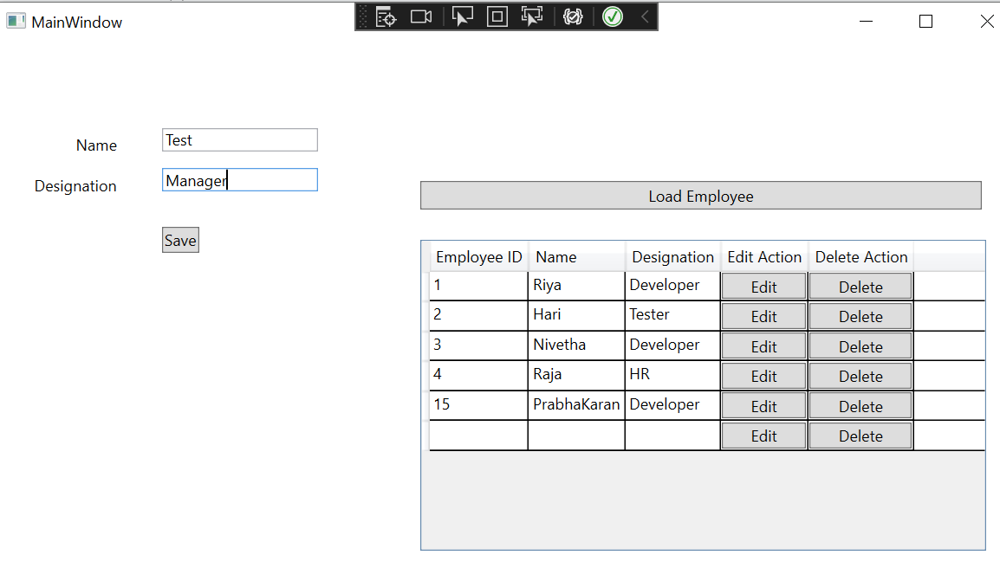 MainWindow
Name Test
Designation Manager
Save
Load Employee
Employee ID Name Designation Edit Action Delete Action
1 Riya Developer Edit Delete
2 Hari Tester Edit Delete
3 Nivetha Developer Edit Delete
4 Raja HR Edit Delete
15 PrabhaKaran Developer Edit Delete
Edit Delete